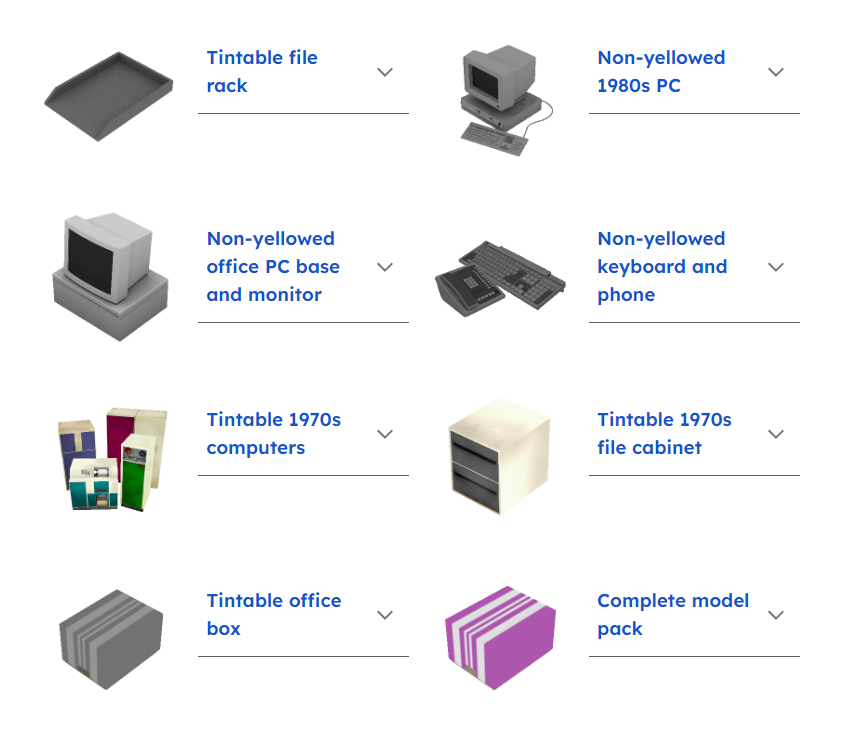 Tintable file
rack
Non-yellowed
1980s PC
Non-yellowed
office PC base
and monitor
Non-yellowed
keyboard and
phone
Tintable 1970s
computers
Tintable 1970s
file cabinet
Tintable office
box
Complete model
pack